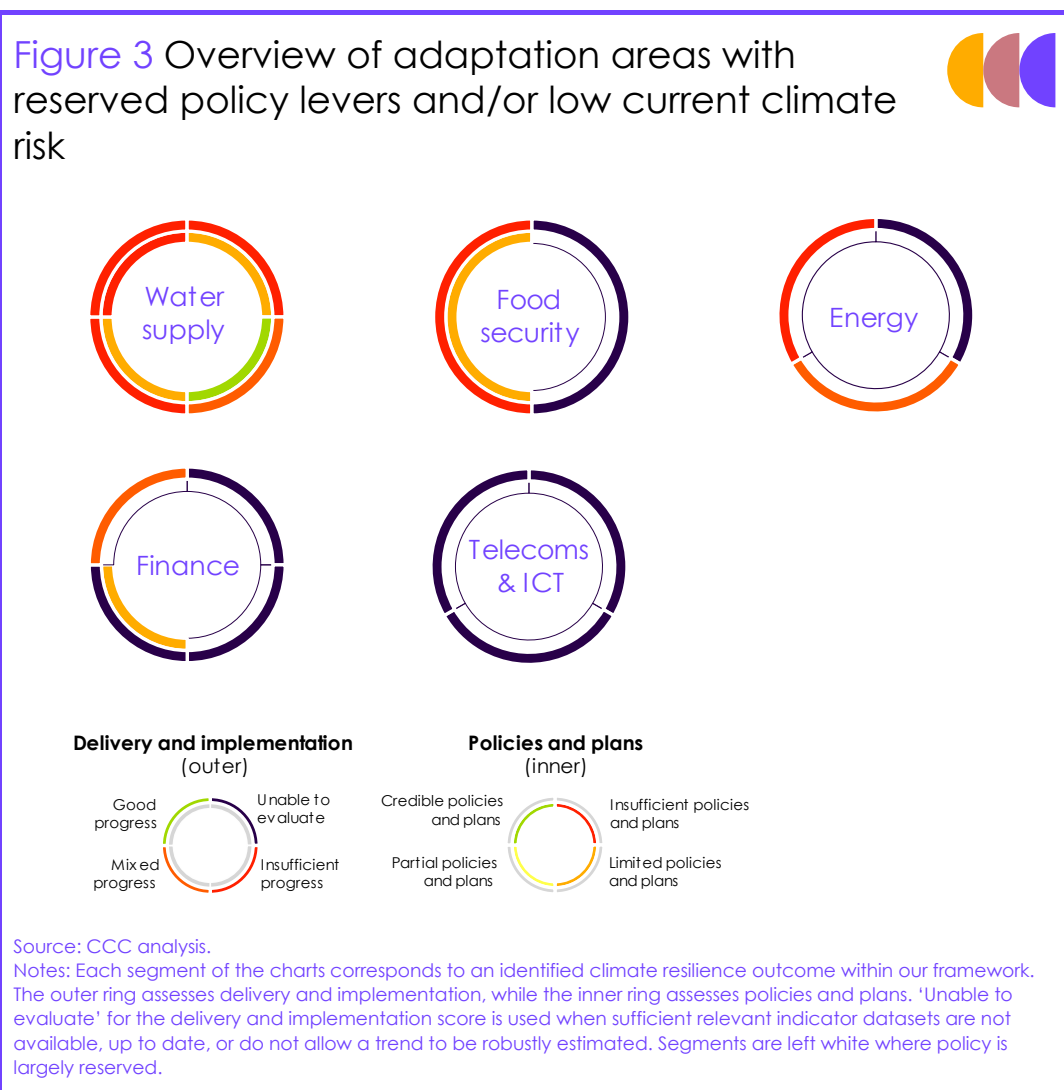 Figure 3 Overview of adaptation areas with
reserved policy levers and/or low current climate
risk
Water
supply
Food
security
Energy
Finance
Telecoms
& ICT
Delivery and implementation
(outer)
Good
progress
Unable to
evaluate
Mixed
progress
Insufficient
progress
Policies and plans
(inner)
Credible policies
and plans
Insufficient policies
and plans
Partial policies
and plans
Limited policies
and plans
Source: CCC analysis.
Notes: Each segment of the charts corresponds to an identified climate resilience outcome within our framework.
The outer ring assesses delivery and implementation, while the inner ring assesses policies and plans. ‘Unable to
evaluate’ for the delivery and implementation score is used when sufficient relevant indicator datasets are not
available, up to date, or do not allow a trend to be robustly estimated. Segments are left white where policy is
largely reserved.